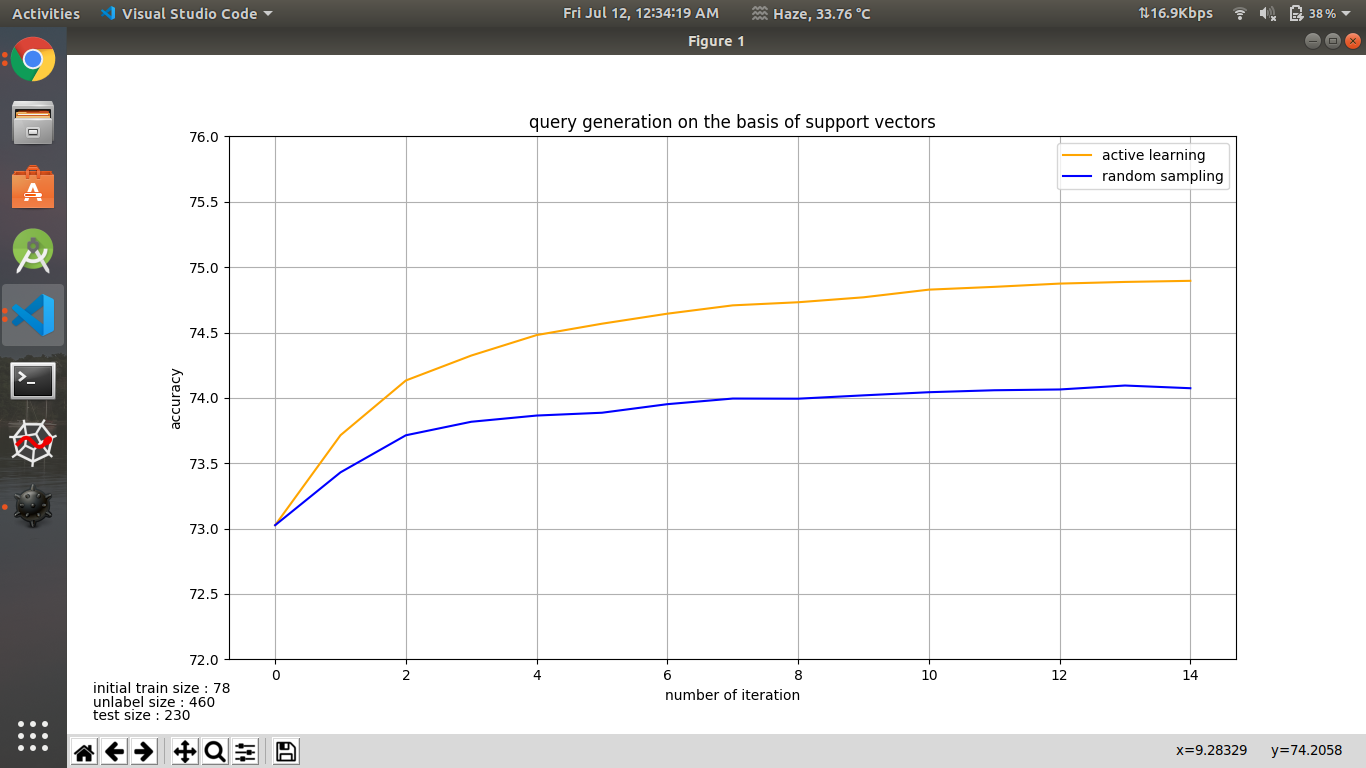 Activities Visual Studio Code Fri Jul 12, 12:34:19 AM Haze, 33.76 °C ⇅16.9Kbps 38 %
Figure 1
query generation on the basis of support vectors
active learning
random sampling
76.0
75.5
75.0
74.5
74.0
73.5
73.0
72.5
72.0
accuracy
0 2 4 6 8 10 12 14
number of iteration
initial train size : 78
unlabel size : 460
test size : 230
x=9.28329 y=74.2058